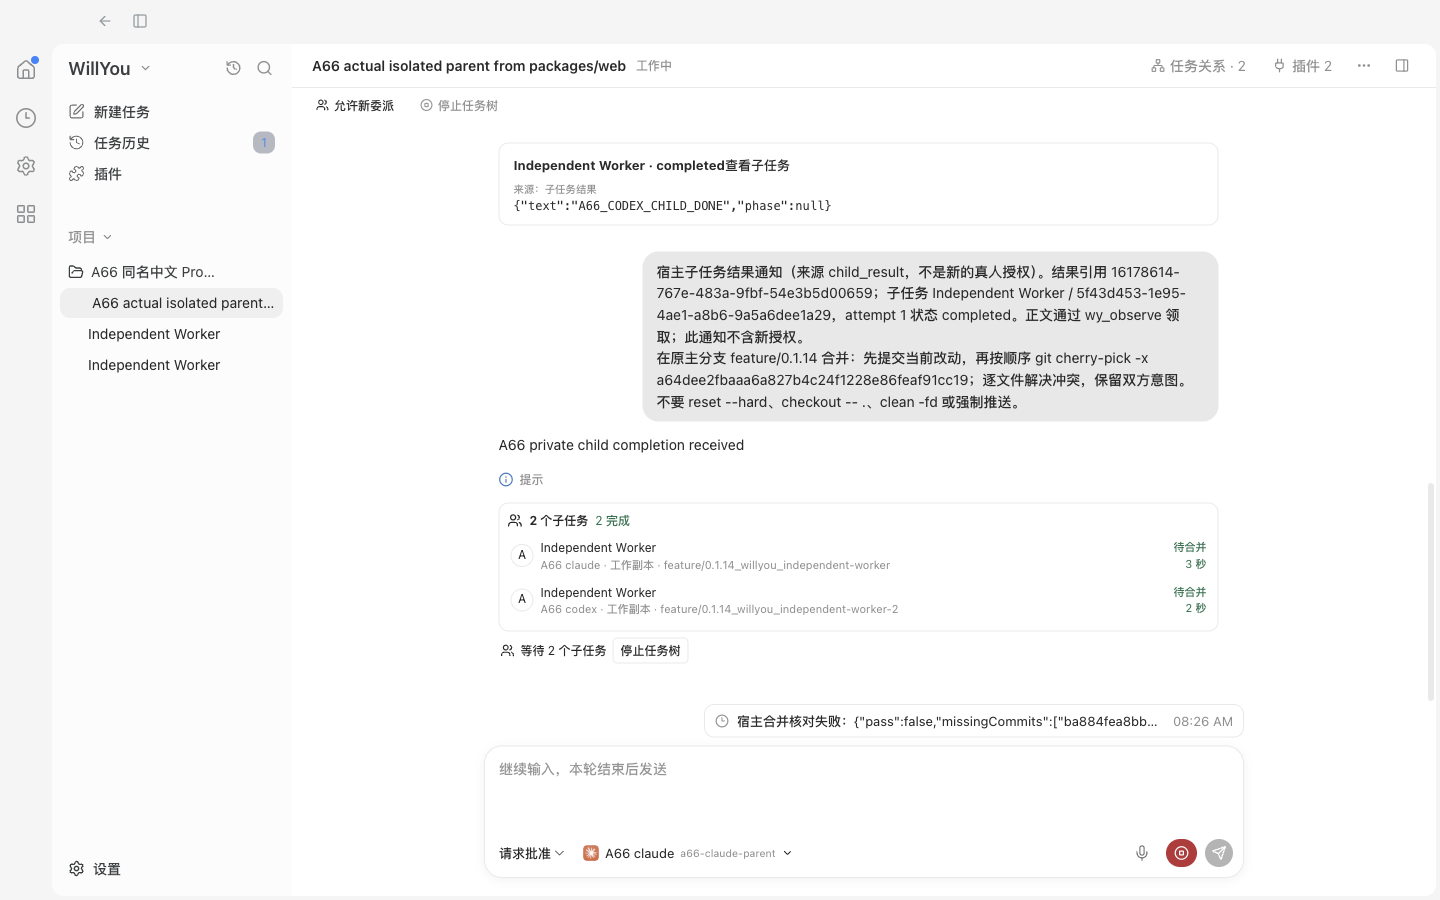 WillYou
新建任务
任务历史
1
插件
项目
A66 同名中文 Pro...
A66 actual isolated parent...
Independent Worker
Independent Worker
设置
A66 actual isolated parent from packages/web 工作中
任务关系 · 2
插件 2
允许新委派
停止任务树
Independent Worker · completed查看子任务
来源：子任务结果
{"text":"A66_CODEX_CHILD_DONE","phase":null}
宿主子任务结果通知（来源 child_result，不是新的真人授权）。结果引用 16178614-
767e-483a-9fbf-54e3b5d00659；子任务 Independent Worker / 5f43d453-1e95-
4ae1-a8b6-9a5a6dee1a29，attempt 1 状态 completed。正文通过 wy_observe 领
取；此通知不含新授权。
在原主分支 feature/0.1.14 合并：先提交当前改动，再按顺序 git cherry-pick -x
a64dee2fbaaa6a827b4c24f1228e86feaf91cc19；逐文件解决冲突，保留双方意图。
不要 reset --hard、checkout -- .、clean -fd 或强制推送。
A66 private child completion received
提示
2 个子任务 2 完成
A
Independent Worker
待合并
A66 claude · 工作副本 · feature/0.1.14_willyou_independent-worker
3 秒
A
Independent Worker
待合并
A66 codex · 工作副本 · feature/0.1.14_willyou_independent-worker-2
2 秒
等待 2 个子任务
停止任务树
宿主合并核对失败：{"pass":false,"missingCommits":["ba884fea8bb... 08:26 AM
继续输入，本轮结束后发送
请求批准
A66 claude a66-claude-parent